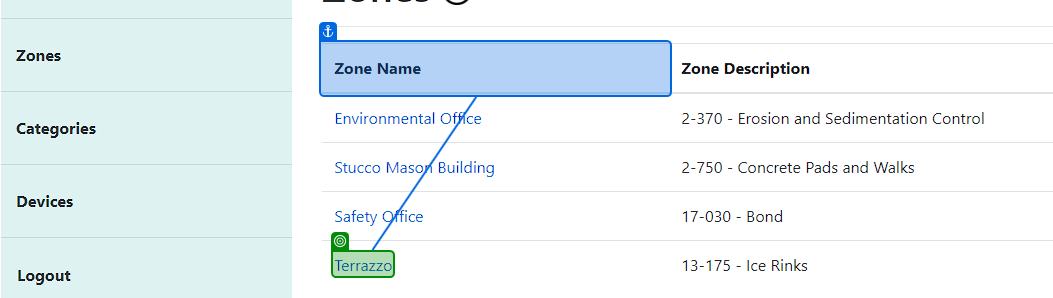 Zones
Zones
Categories
Devices
Logout
Zone Name Zone Description
Environmental Office 2-370 - Erosion and Sedimentation Control
Stucco Mason Building 2-750 - Concrete Pads and Walks
Safety Office 17-030 - Bond
Terrazzo 13-175 - Ice Rinks